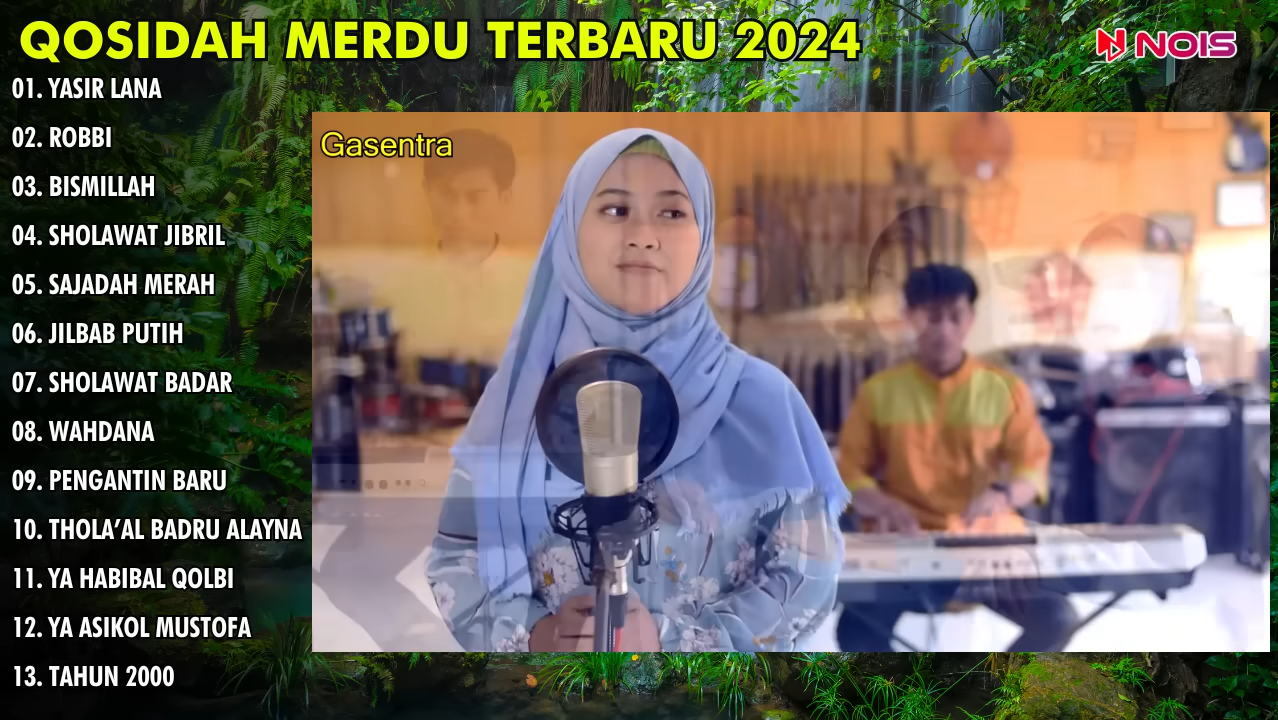 QOSIDAH MERDU TERBARU 2024
NOIS
01. YASIR LANA
02. ROBBI
03. BISMILLAH
04. SHOLAWAT JIBRIL
05. SAJADAH MERAH
06. JILBAB PUTIH
07. SHOLAWAT BADAR
08. WAHDANA
09. PENGANTIN BARU
10. THOLA’AL BADRU ALAYNA
11. YA HABIBAL QOLBI
12. YA ASIKOL MUSTOFA
13. TAHUN 2000
Gasentra